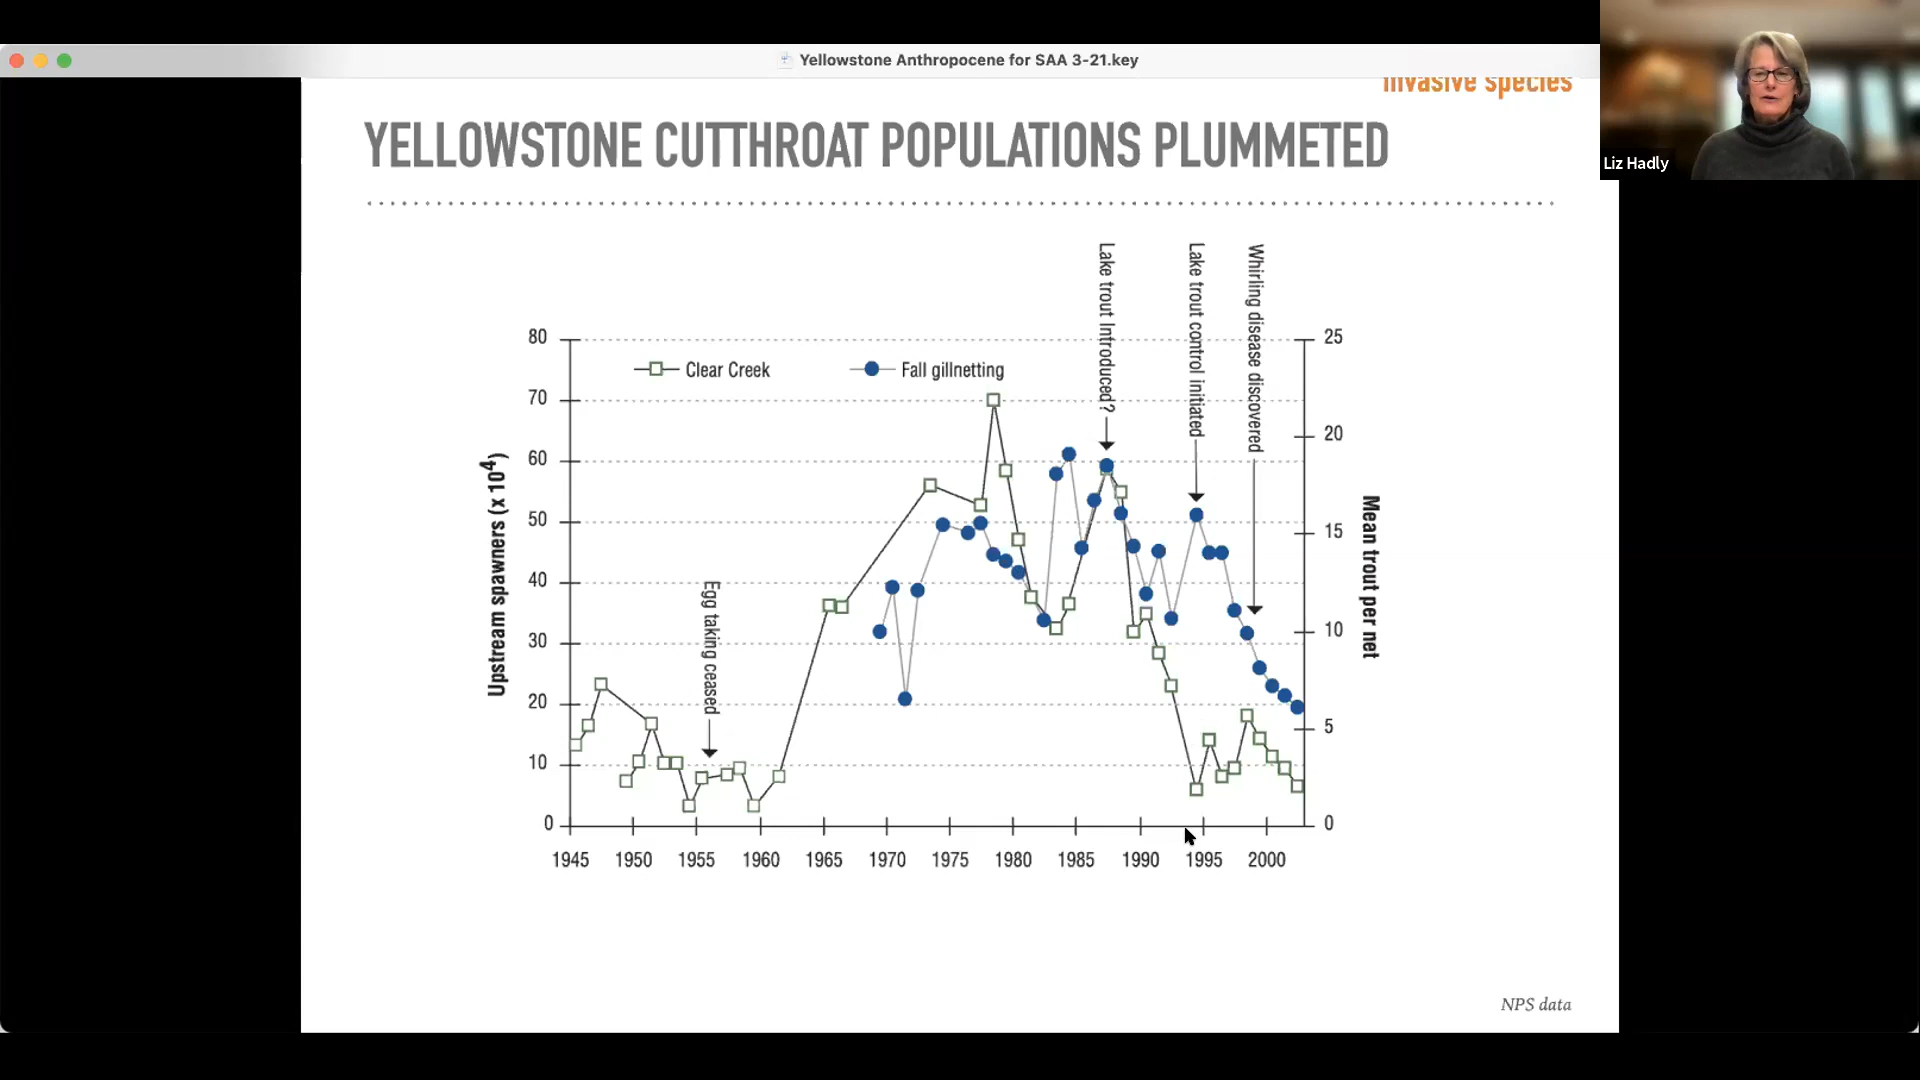 Yellowstone Anthropocene for SAA 3-21.key
invasive species
Liz Hadly
YELLOWSTONE CUTTHROAT POPULATIONS PLUMMETED
Lake trout Introduced?
Lake trout control initiated
Whirling disease discovered
Clear Creek
Fall gillnetting
Egg taking ceased
Upstream spawners (x 10⁴)
80
70
60
50
40
30
20
10
0
25
20
15
10
5
0
Mean trout per net
1945 1950 1955 1960 1965 1970 1975 1980 1985 1990 1995 2000
NPS data